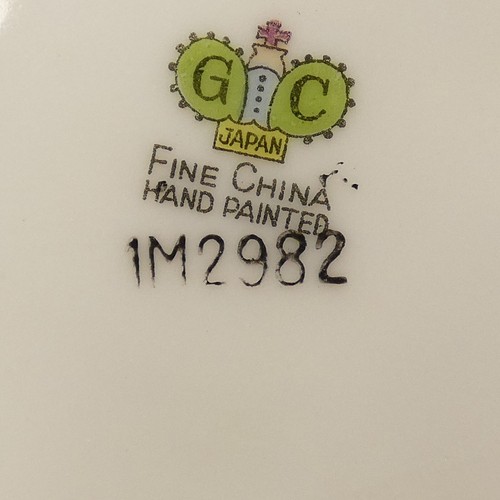 G C
JAPAN
FINE CHINA
HAND PAINTED
1M2982